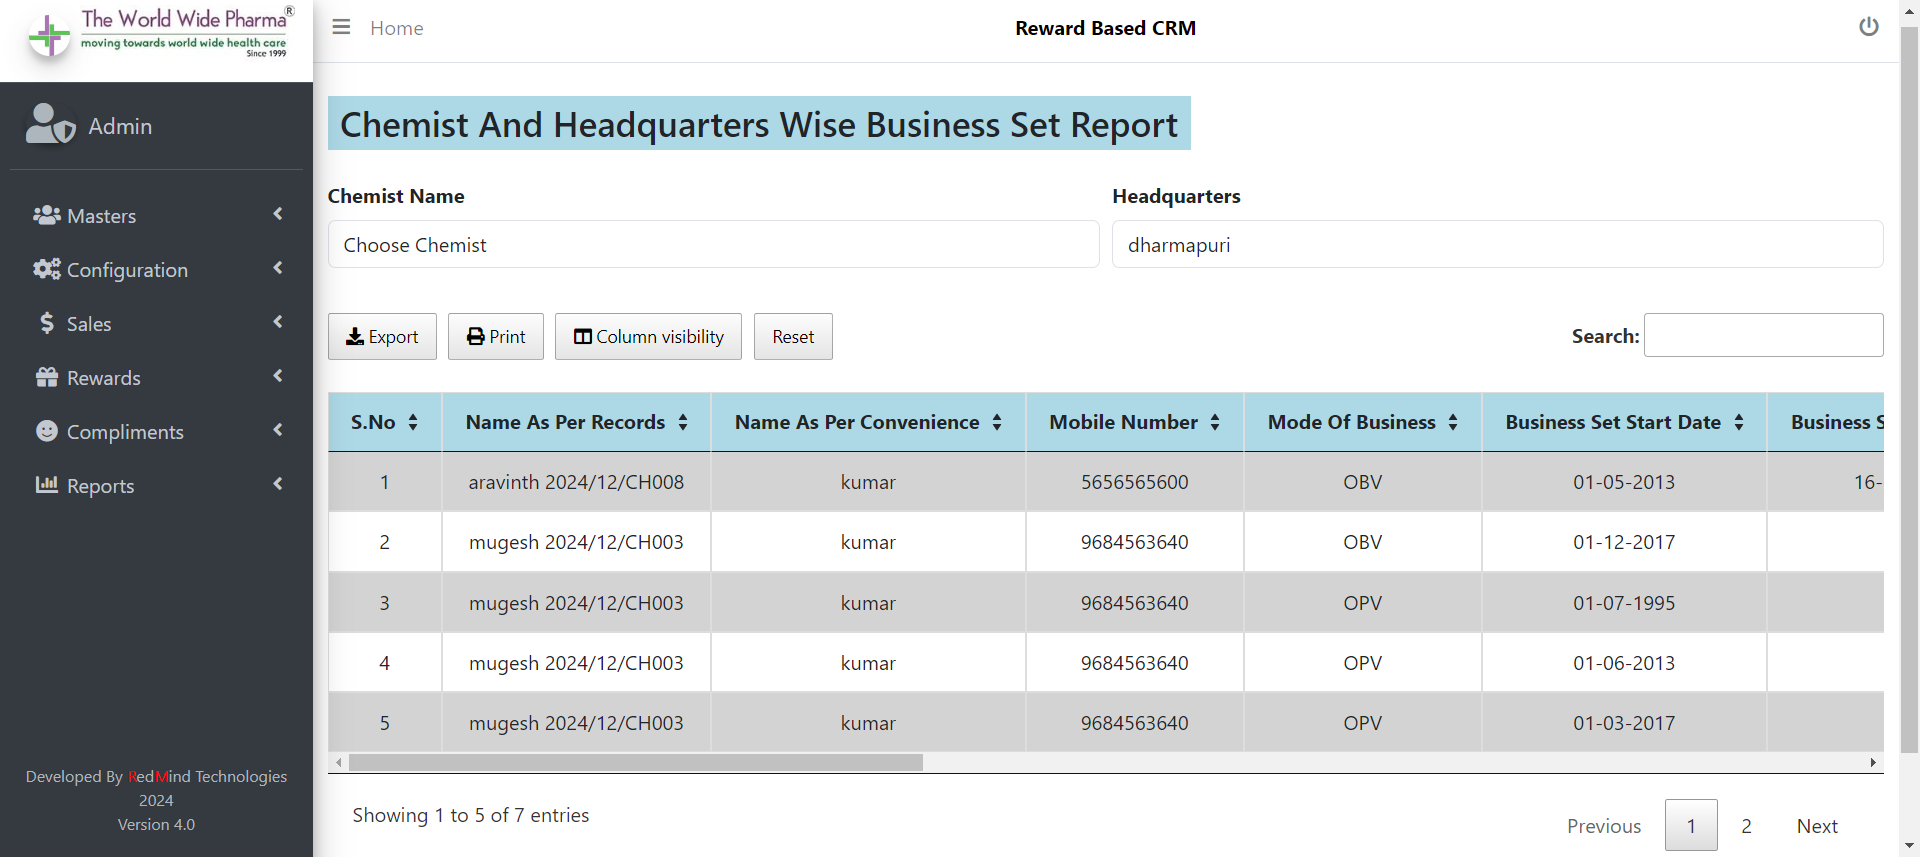 The World Wide Pharma®
moving towards world wide health care
Since 1999
Home
Reward Based CRM
Admin
Masters
Configuration
Sales
Rewards
Compliments
Reports
Developed By RedMind Technologies
2024
Version 4.0
Chemist And Headquarters Wise Business Set Report
Chemist Name
Headquarters
Choose Chemist
dharmapuri
Export
Print
Column visibility
Reset
Search:
S.No Name As Per Records Name As Per Convenience Mobile Number Mode Of Business Business Set Start Date Business S
1 aravinth 2024/12/CH008 kumar 5656565600 OBV 01-05-2013 16-
2 mugesh 2024/12/CH003 kumar 9684563640 OBV 01-12-2017
3 mugesh 2024/12/CH003 kumar 9684563640 OPV 01-07-1995
4 mugesh 2024/12/CH003 kumar 9684563640 OPV 01-06-2013
5 mugesh 2024/12/CH003 kumar 9684563640 OPV 01-03-2017
Showing 1 to 5 of 7 entries
Previous 1 2 Next